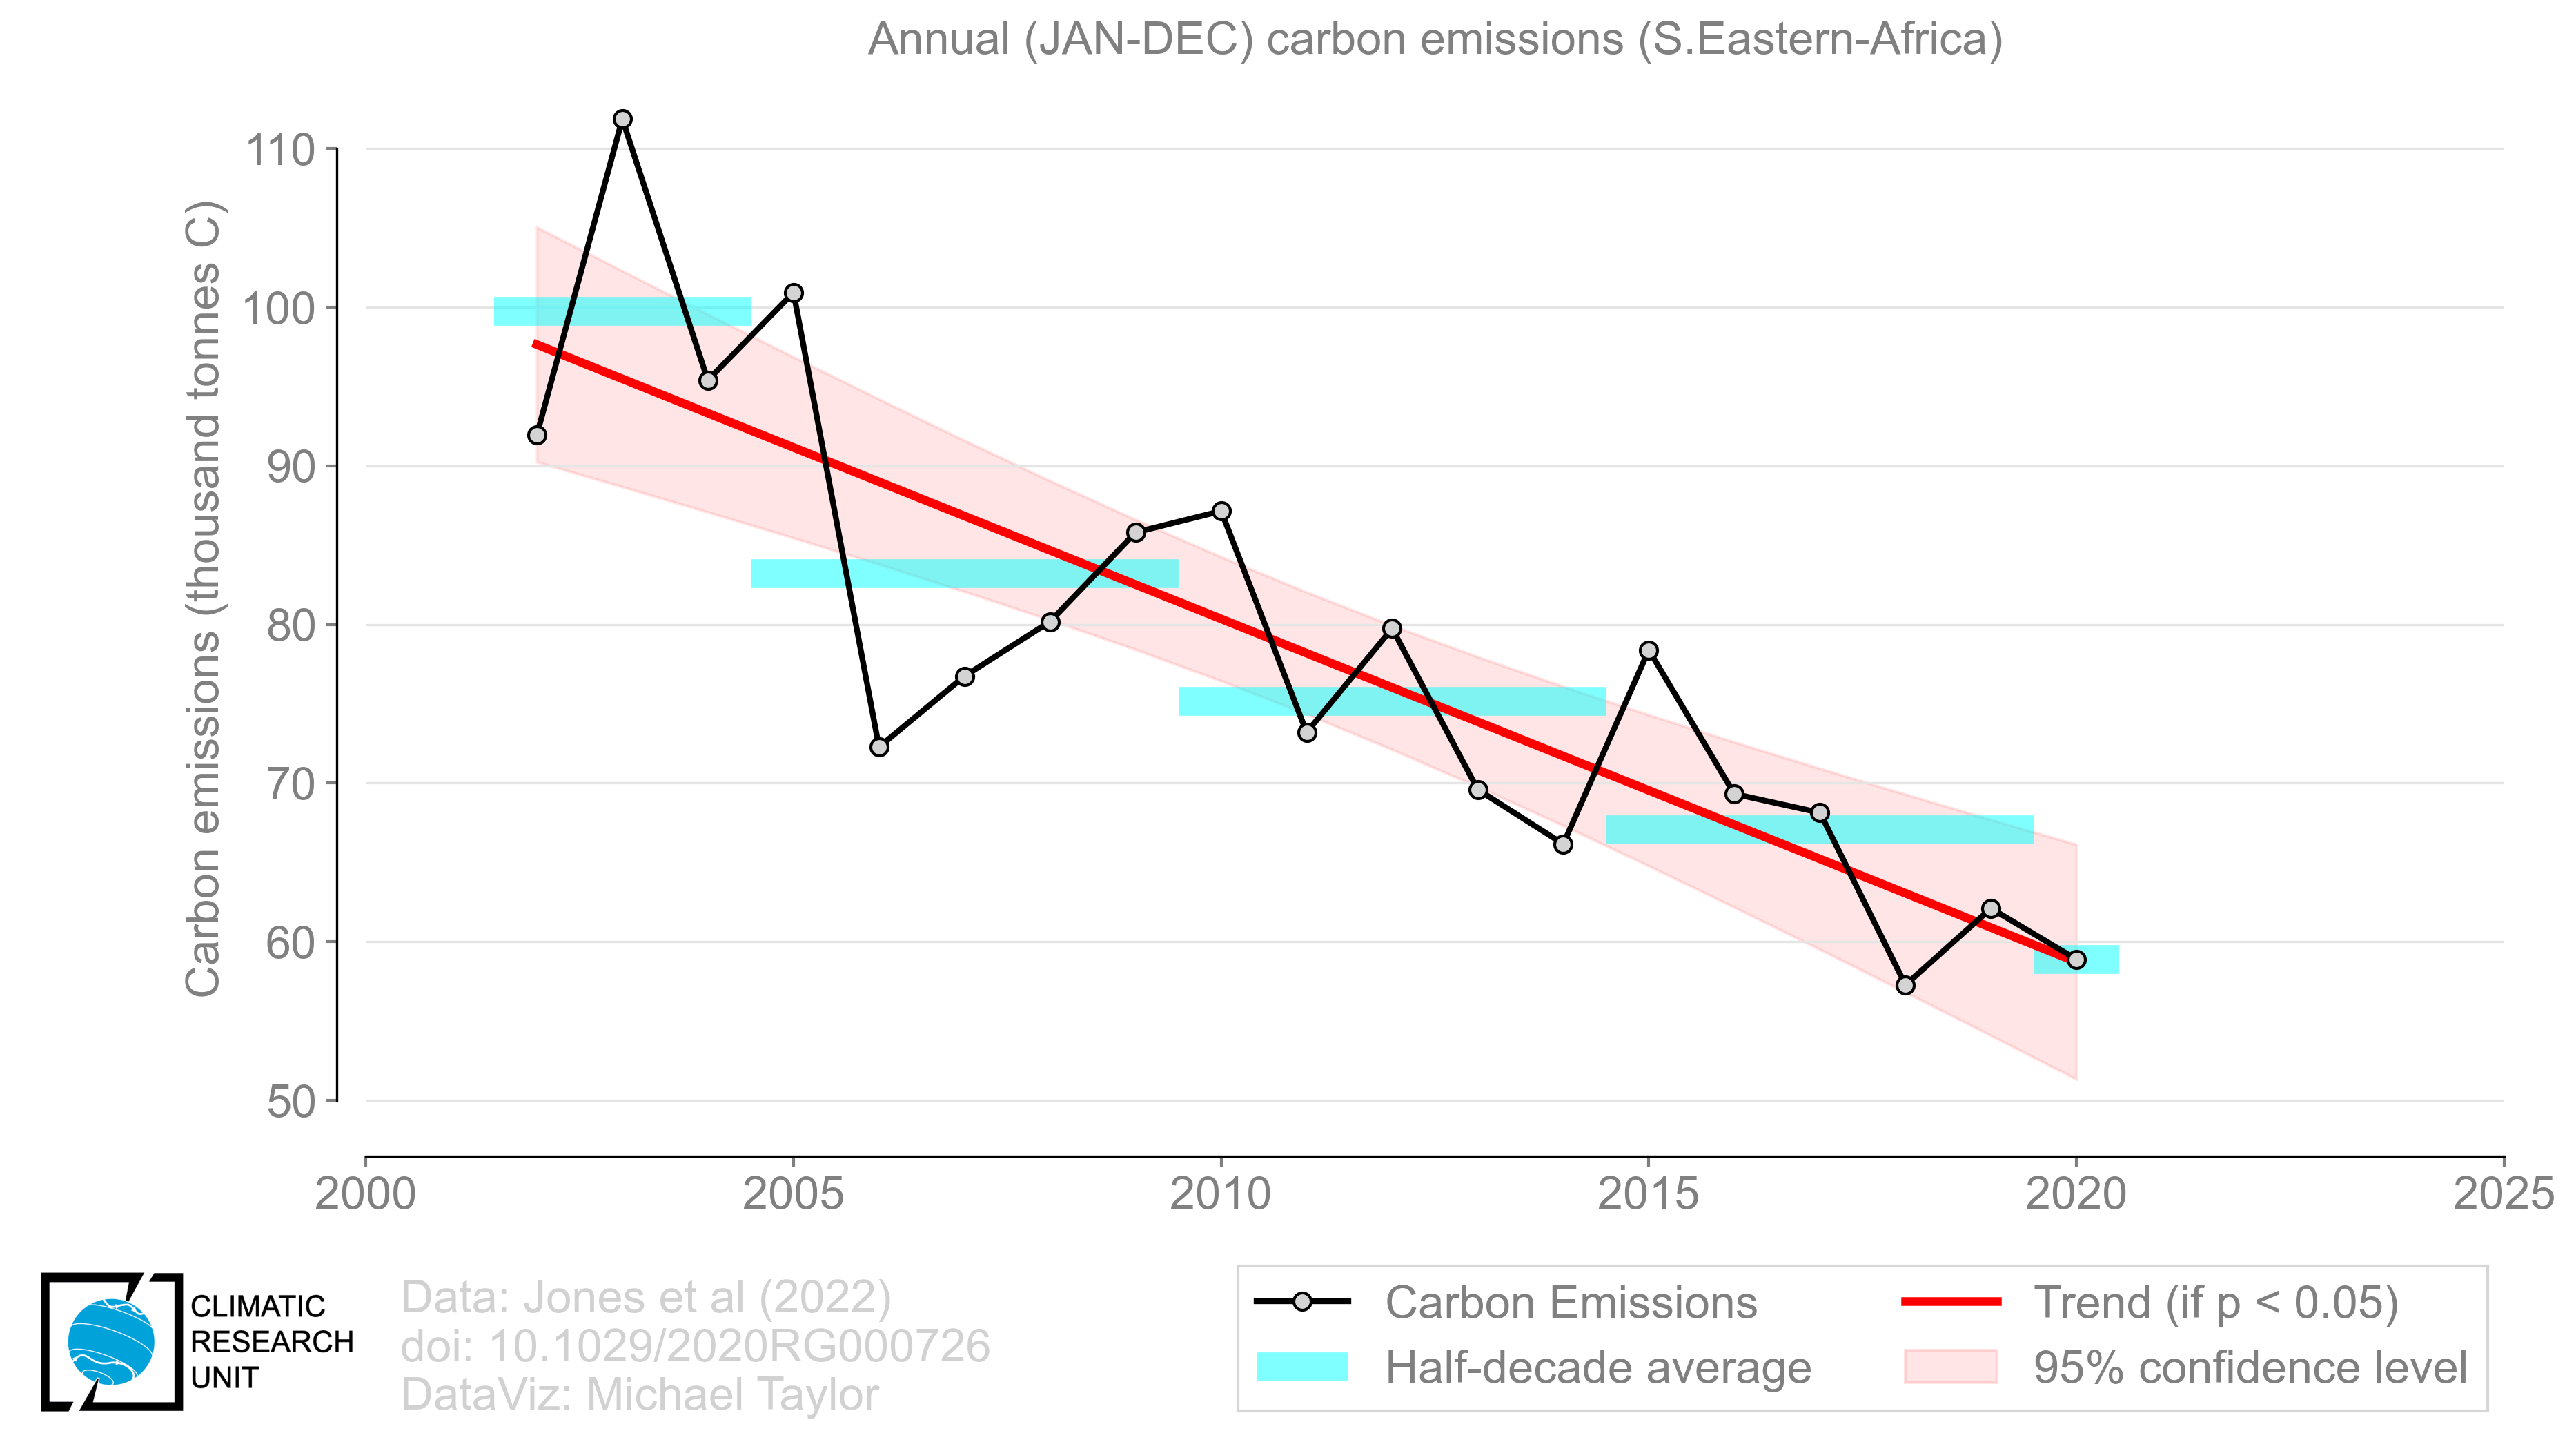 Annual (JAN-DEC) carbon emissions (S.Eastern-Africa)
Carbon emissions (thousand tonnes C)
110
100
90
80
70
60
50
2000 2005 2010 2015 2020 2025
CLIMATIC
RESEARCH
UNIT
Data: Jones et al (2022)
doi: 10.1029/2020RG000726
DataViz: Michael Taylor
Carbon Emissions
Half-decade average
Trend (if p < 0.05)
95% confidence level